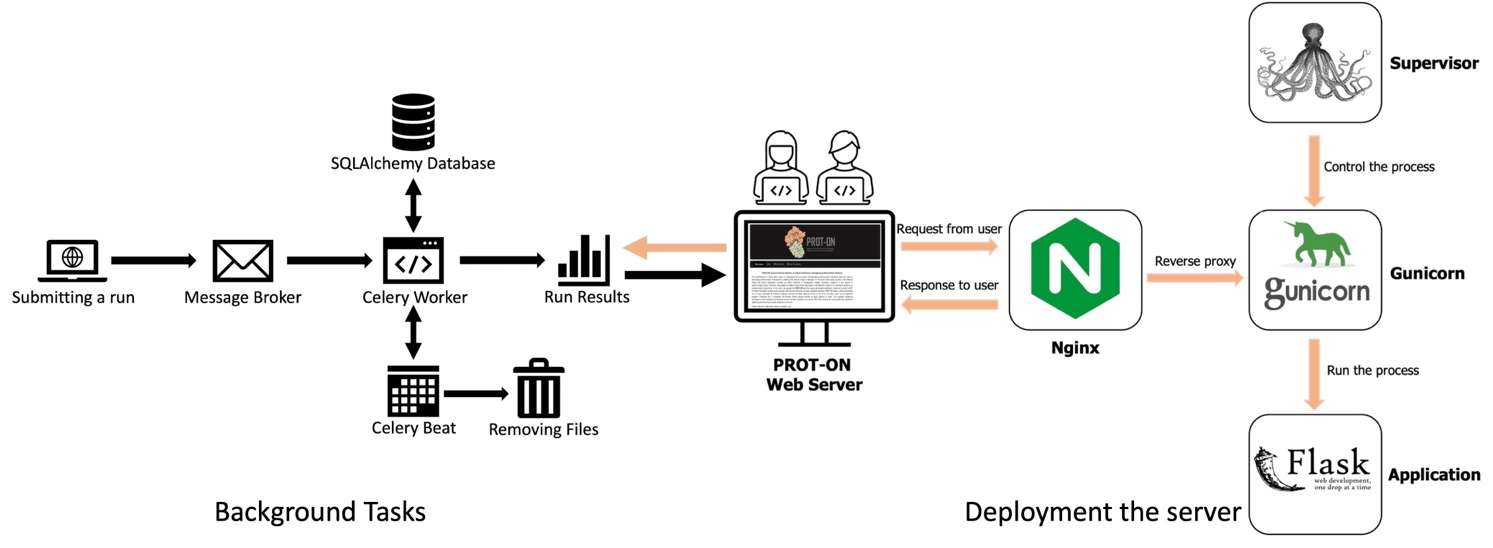 Supervisor
Control the process
SQLAlchemy Database
Submitting a run
Message Broker
Celery Worker
Run Results
Celery Beat
Removing Files
PROT-ON
PROT-ON
Web Server
Request from user
Response to user
Nginx
Reverse proxy
gunicorn
Gunicorn
Run the process
Flask
web development,
one drop at a time
Application
Background Tasks
Deployment the server